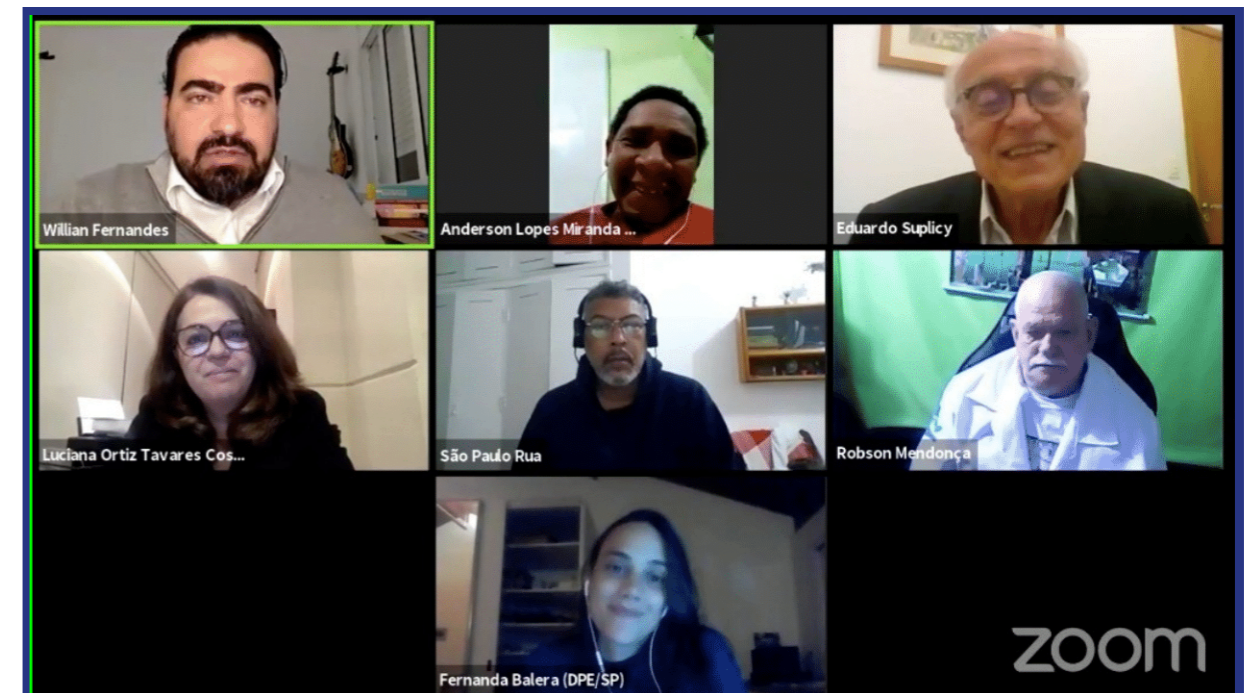 Willian Fernandes
Anderson Lopes Miranda ...
Eduardo Suplicy
Luciana Ortiz Tavares Cos...
São Paulo Rua
Robson Mendonça
Fernanda Balera (DPE/SP)
zoom